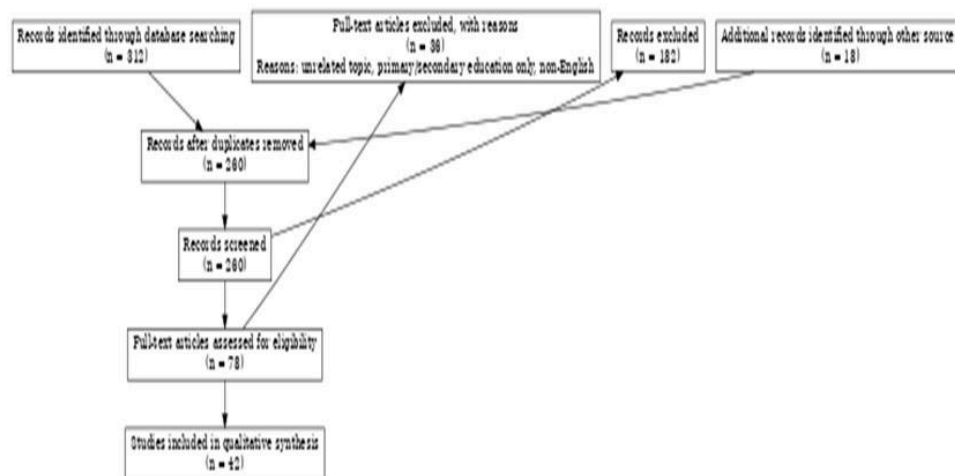 Records identified through database searching
(n = 312)
Full-text articles excluded, with reasons
(n = 36)
Reasons: unrelated topic, primary/secondary education only, non-English
Records excluded
(n = 182)
Additional records identified through other source
(n = 18)
Records after duplicates removed
(n = 260)
Records screened
(n = 260)
Full-text articles assessed for eligibility
(n = 78)
Studies included in qualitative synthesis
(n = 42)